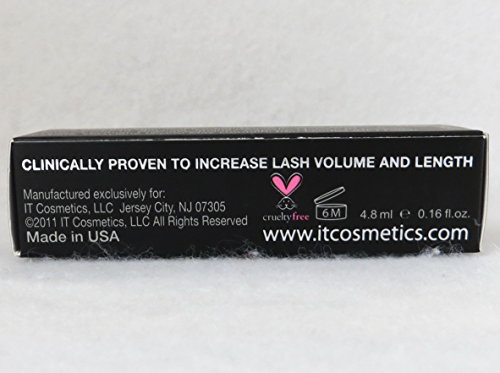 CLINICALLY PROVEN TO INCREASE LASH VOLUME AND LENGTH
Manufactured exclusively for:
IT Cosmetics, LLC Jersey City, NJ 07305
©2011 IT Cosmetics, LLC All Rights Reserved
Made in USA
crueltyfree
6M
4.8 ml ℮ 0.16 fl.oz.
www.itcosmetics.com